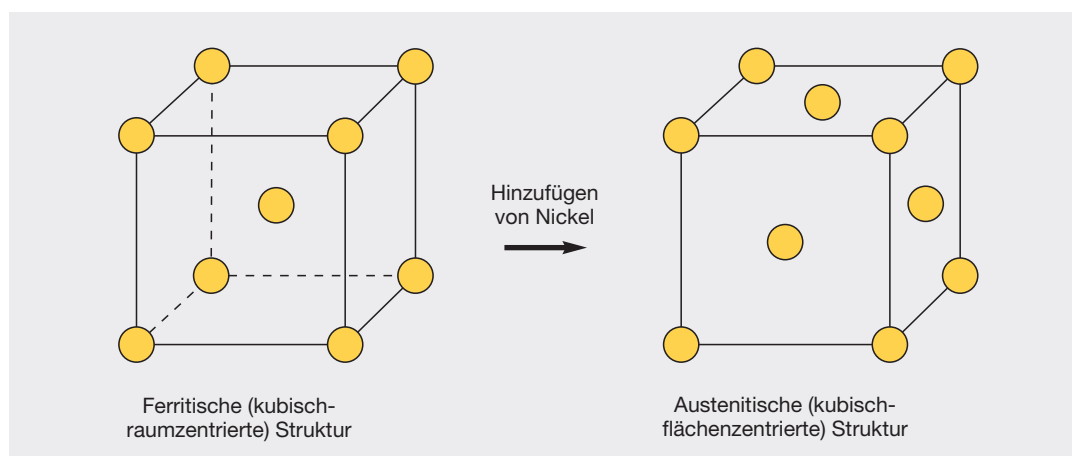 Hinzufügen
von Nickel
Ferritische (kubisch-
raumzentrierte) Struktur
Austenitische (kubisch-
flächenzentrierte) Struktur